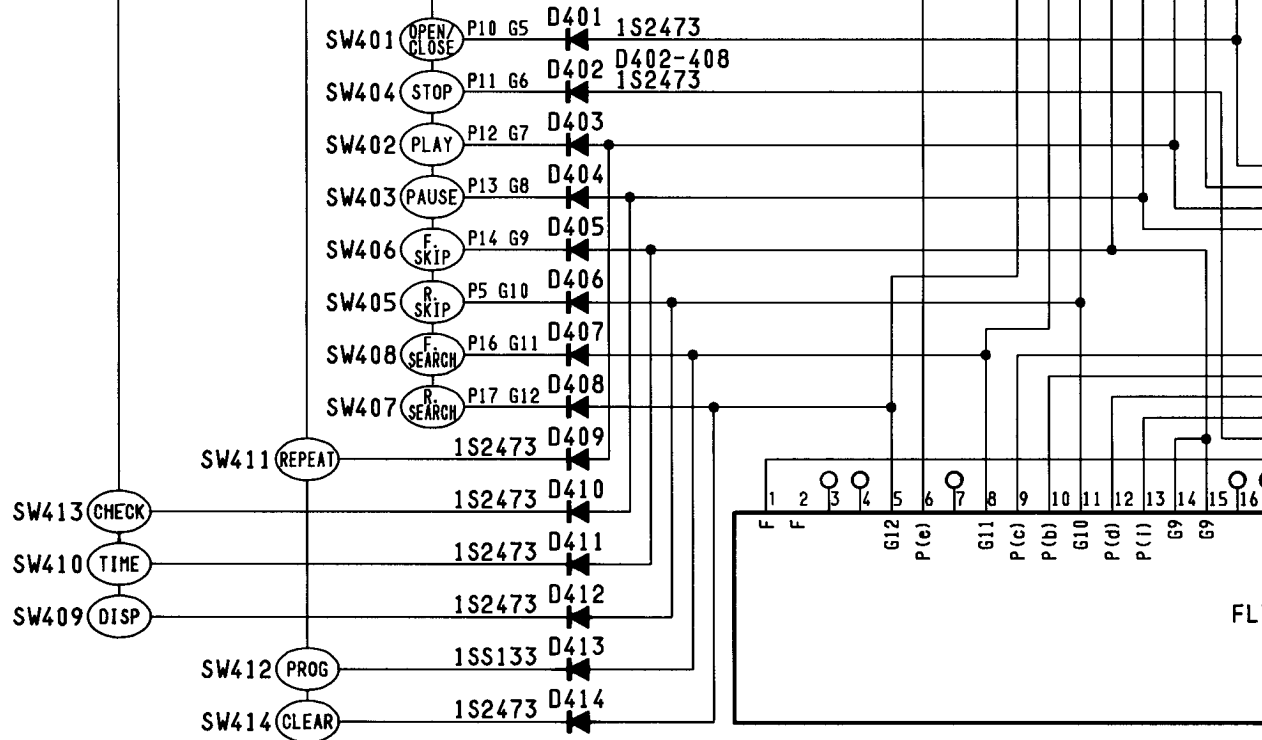 SW401 OPEN/ CLOSE P10 G5 D401 1S2473
D402-408
SW404 STOP P11 G6 D402 1S2473
SW402 PLAY P12 G7 D403
SW403 PAUSE P13 G8 D404
SW406 F. SKIP P14 G9 D405
SW405 R. SKIP P5 G10 D406
SW408 F. SEARCH P16 G11 D407
SW407 R. SEARCH P17 G12 D408
SW411 REPEAT 1S2473 D409
SW413 CHECK 1S2473 D410
SW410 TIME 1S2473 D411
SW409 DISP 1S2473 D412
SW412 PROG 1SS133 D413
SW414 CLEAR 1S2473 D414
1 2 3 4 5 6 7 8 9 10 11 12 13 14 15 16
F F G12 P(e) G11 P(c) P(b) G10 P(d) P(1) G9 G9
FL